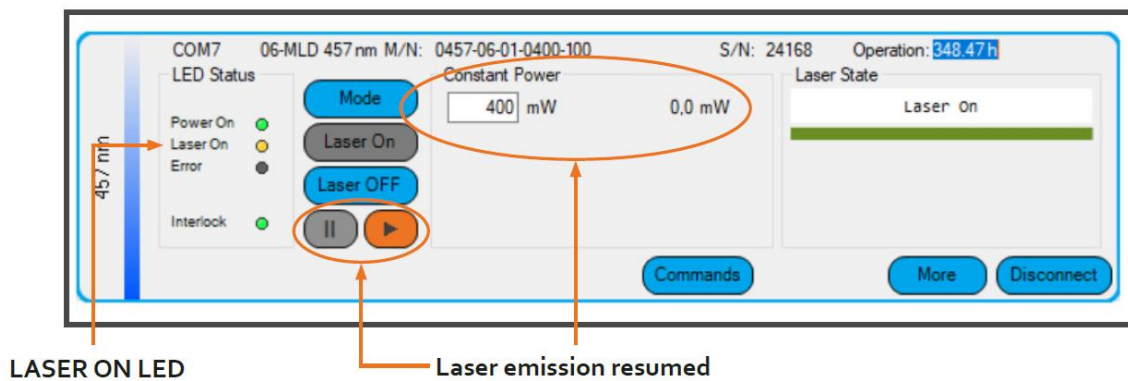 COM7 06-MLD 457 nm M/N: 0457-06-01-0400-100 S/N: 24168 Operation: 348.47 h
LED Status
Constant Power
Laser State
457 nm
Power On
Laser On
Error
Interlock
Mode
Laser On
Laser OFF
400 mW 0,0 mW
Laser On
Commands
More
Disconnect
LASER ON LED
Laser emission resumed